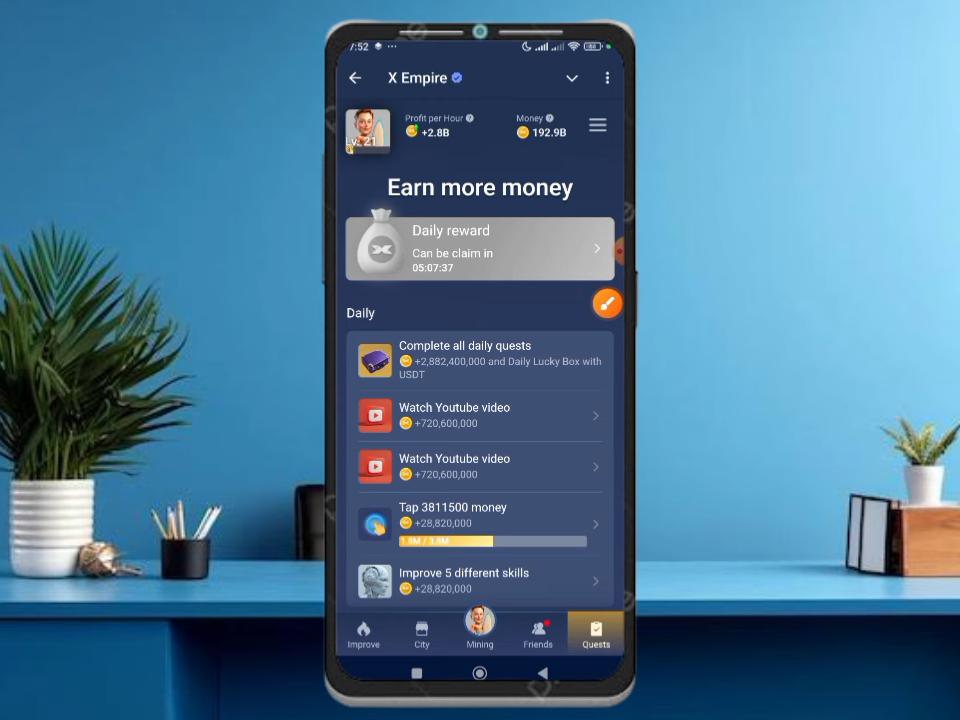 7:52
X Empire
Profit per Hour ?
+2.8B
Money ?
192.9B
Lv. 21
Earn more money
Daily reward
Can be claim in
05:07:37
Daily
Complete all daily quests
+2,882,400,000 and Daily Lucky Box with
USDT
Watch Youtube video
+720,600,000
Watch Youtube video
+720,600,000
Tap 3811500 money
+28,820,000
1.8M / 3.8M
Improve 5 different skills
+28,820,000
Improve
City
Mining
Friends
Quests